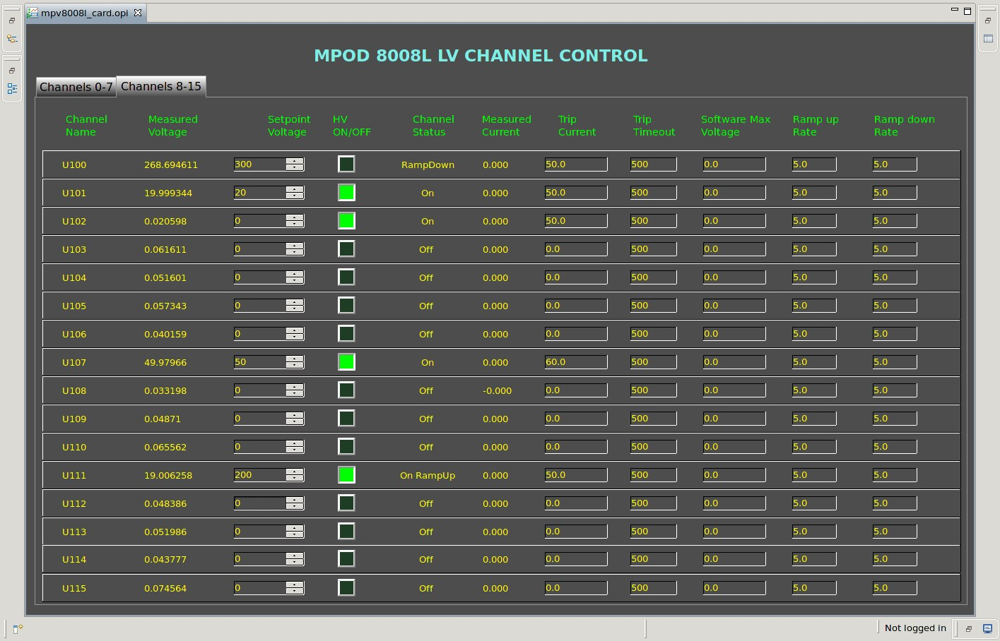 mpv8008l_card.opi
MPOD 8008L LV CHANNEL CONTROL
Channels 0-7 Channels 8-15
Channel Name Measured Voltage Setpoint Voltage HV ON/OFF Channel Status Measured Current Trip Current Trip Timeout Software Max Voltage Ramp up Rate Ramp down Rate
U100 268.694611 300 RampDown 0.000 50.0 500 0.0 5.0 5.0
U101 19.999344 20 On 0.000 50.0 500 0.0 5.0 5.0
U102 0.020598 0 On 0.000 50.0 500 0.0 5.0 5.0
U103 0.061611 0 Off 0.000 0.0 500 0.0 5.0 5.0
U104 0.051601 0 Off 0.000 0.0 500 0.0 5.0 5.0
U105 0.057343 0 Off 0.000 0.0 500 0.0 5.0 5.0
U106 0.040159 0 Off 0.000 0.0 500 0.0 5.0 5.0
U107 49.97966 50 On 0.000 60.0 500 0.0 5.0 5.0
U108 0.033198 0 Off -0.000 0.0 500 0.0 5.0 5.0
U109 0.04871 0 Off 0.000 0.0 500 0.0 5.0 5.0
U110 0.065562 0 Off 0.000 0.0 500 0.0 5.0 5.0
U111 19.006258 200 On RampUp 0.000 50.0 500 0.0 5.0 5.0
U112 0.048386 0 Off 0.000 0.0 500 0.0 5.0 5.0
U113 0.051986 0 Off 0.000 0.0 500 0.0 5.0 5.0
U114 0.043777 0 Off 0.000 0.0 500 0.0 5.0 5.0
U115 0.074564 0 Off 0.000 0.0 500 0.0 5.0 5.0
Not logged in